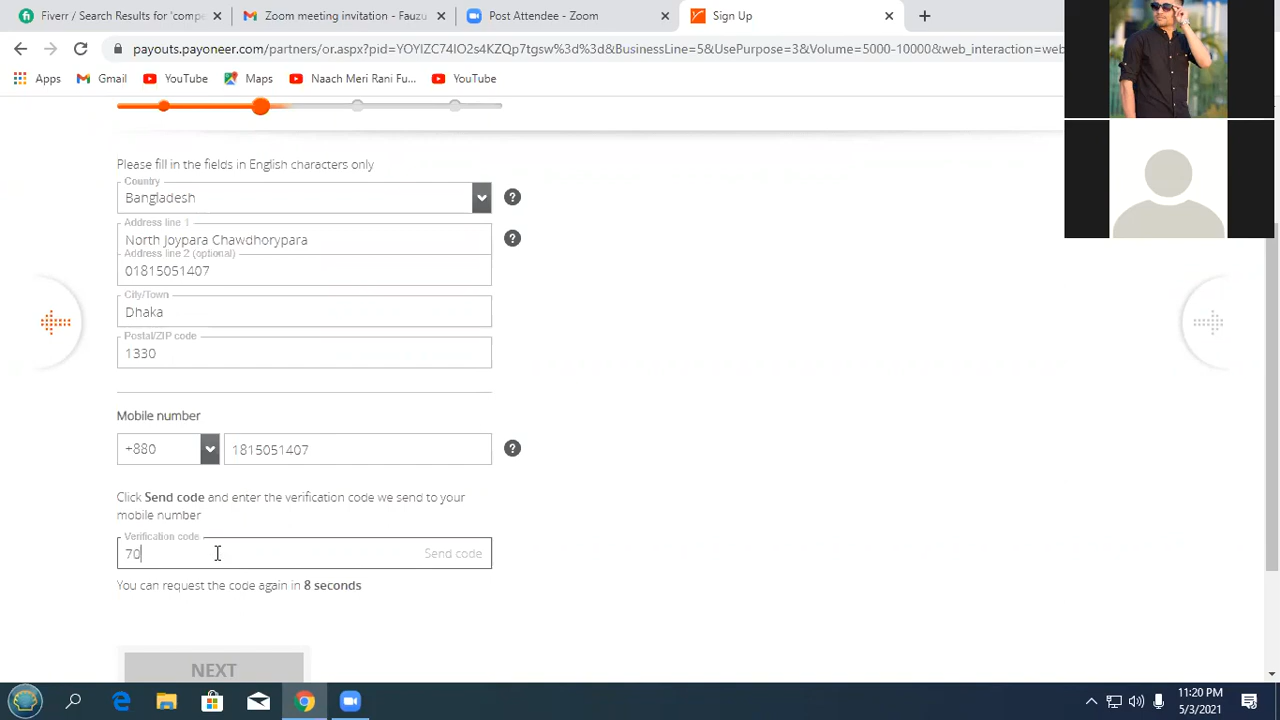 Fiverr / Search Results for 'compa
Zoom meeting invitation - Fauzu
Post Attendee - Zoom
Sign Up
payouts.payoneer.com/partners/or.aspx?pid=YOYIZC74IO2s4KZQp7tgsw%3d%3d&BusinessLine=5&UsePurpose=3&Volume=5000-10000&web_interaction=web
Apps
Gmail
YouTube
Maps
Naach Meri Rani Fu...
YouTube
Please fill in the fields in English characters only
Country
Bangladesh
Address line 1
North Joypara Chawdhorypara
Address line 2 (optional)
01815051407
City/Town
Dhaka
Postal/ZIP code
1330
Mobile number
+880
1815051407
Click Send code and enter the verification code we send to your
mobile number
Verification code
70
Send code
You can request the code again in 8 seconds
NEXT
11:20 PM
5/3/2021